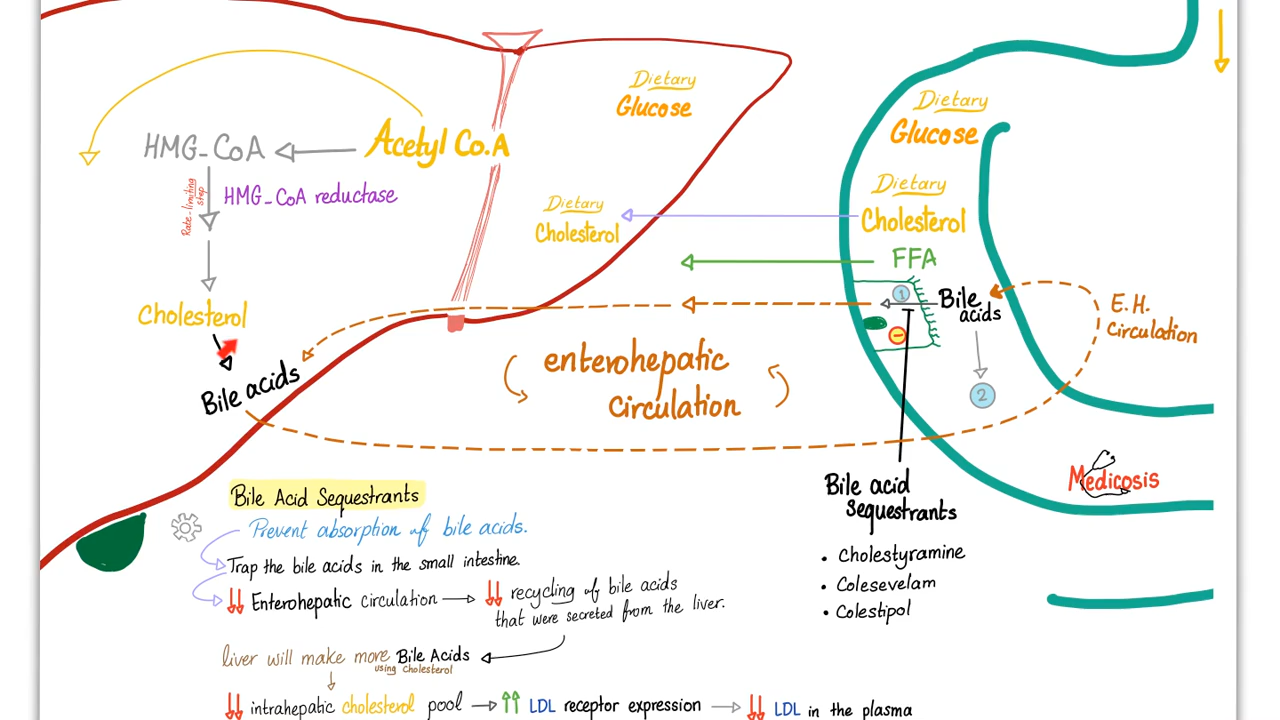 Dietary
Glucose
HMG-CoA
Acetyl Co.A
Rate-limiting
step
HMG-CoA reductase
Dietary
Cholesterol
Cholesterol
Bile acids
Dietary
Glucose
Dietary
Cholesterol
FFA
1
Bile
acids
2
E.H.
Circulation
enterohepatic
Circulation
Medicosis
Bile acid
sequestrants
• Cholestyramine
• Colesevelam
• Colestipol
Bile Acid Sequestrants
Prevent absorption of bile acids.
Trap the bile acids in the small intestine.
↓↓ Enterohepatic circulation → ↓↓ recycling of bile acids
that were secreted from the liver.
liver will make more Bile Acids
using Cholesterol
↓↓ intrahepatic cholesterol pool → ↑↑ LDL receptor expression → ↓↓ LDL in the plasma